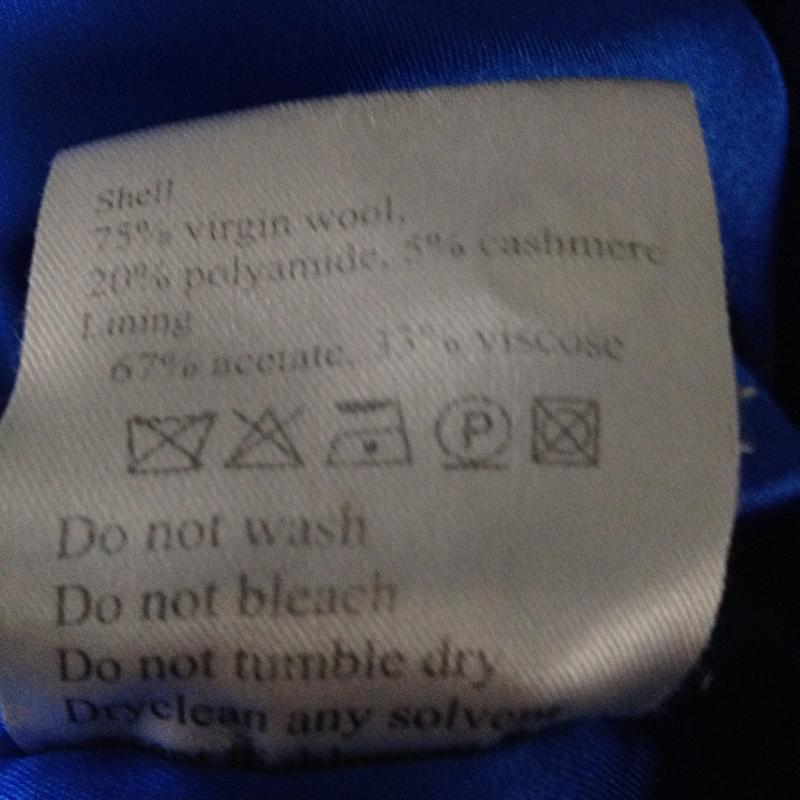 Shell
75% virgin wool,
20% polyamide, 5% cashmere
Lining
67% acetate, 33% viscose
P
Do not wash
Do not bleach
Do not tumble dry
Dryclean any solvent